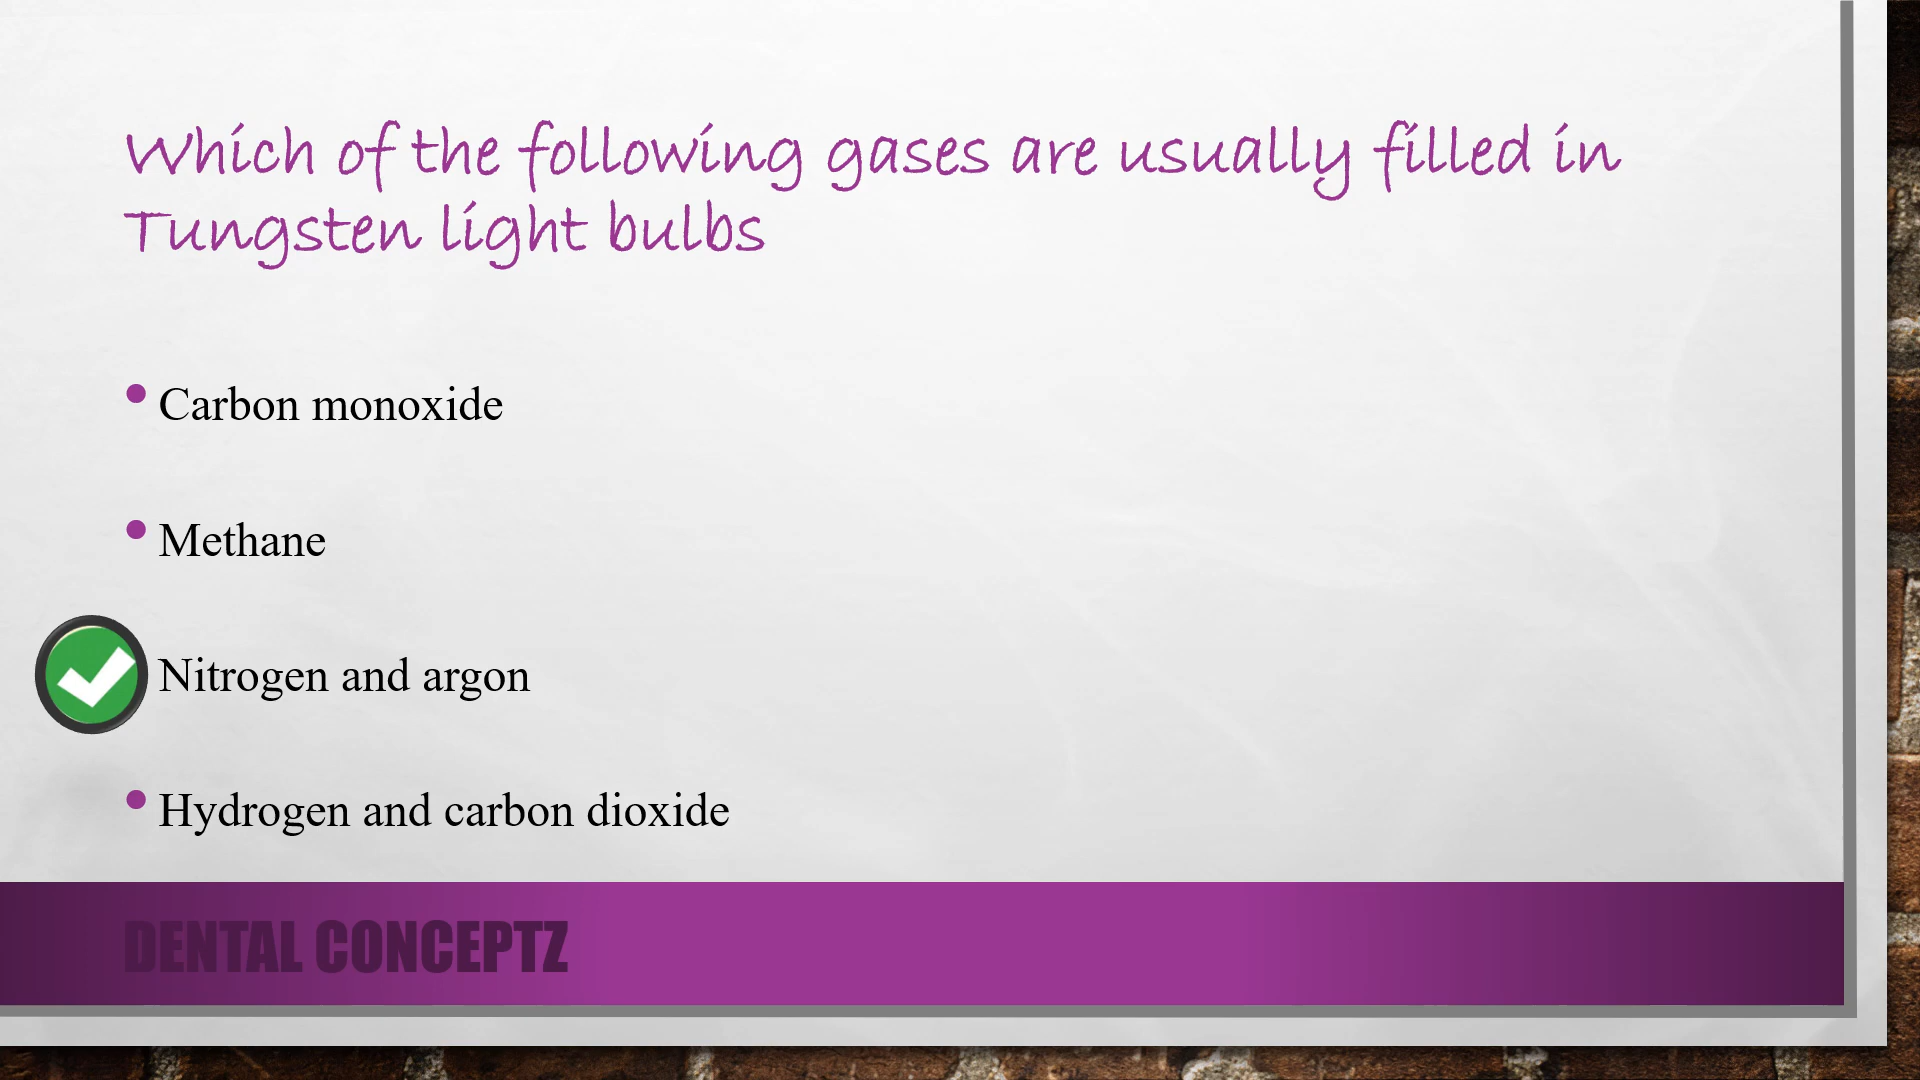 Which of the following gases are usually filled in
Tungsten light bulbs
• Carbon monoxide
• Methane
Nitrogen and argon
• Hydrogen and carbon dioxide
DENTAL CONCEPTZ